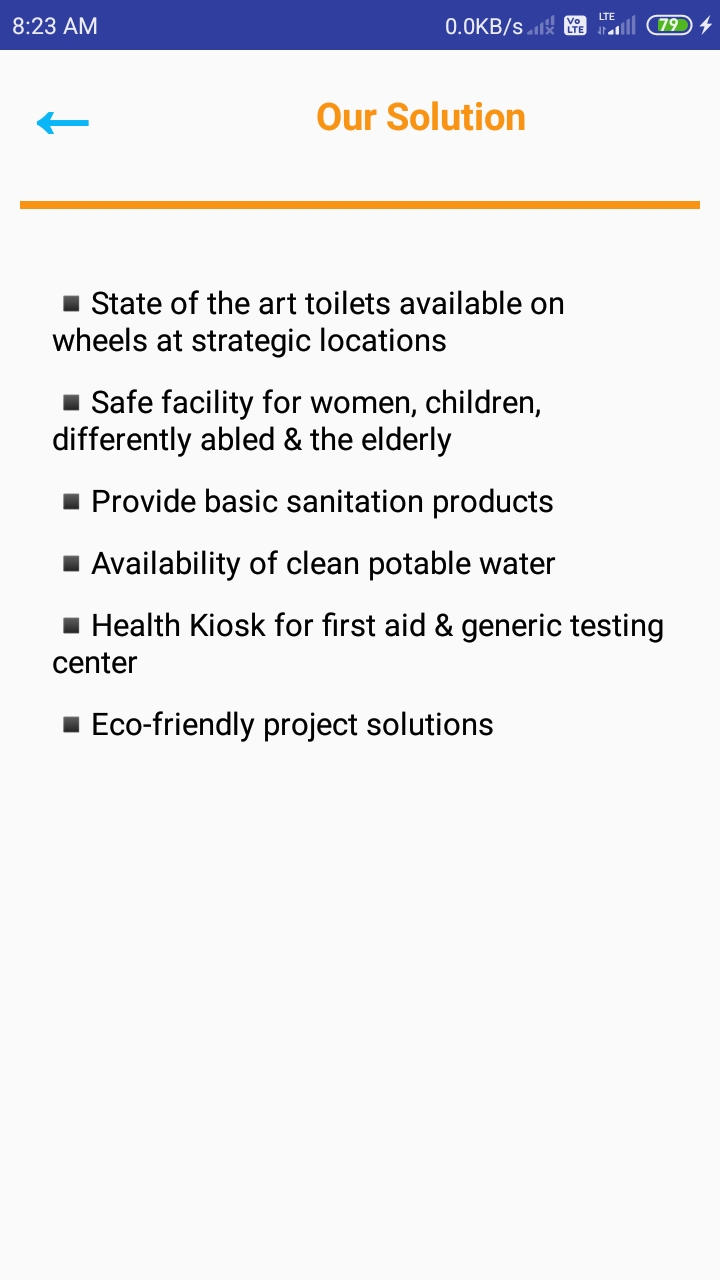 8:23 AM 0.0KB/s Vo LTE LTE 79
Our Solution
▪ State of the art toilets available on
wheels at strategic locations
▪ Safe facility for women, children,
differently abled & the elderly
▪ Provide basic sanitation products
▪ Availability of clean potable water
▪ Health Kiosk for first aid & generic testing
center
▪ Eco-friendly project solutions